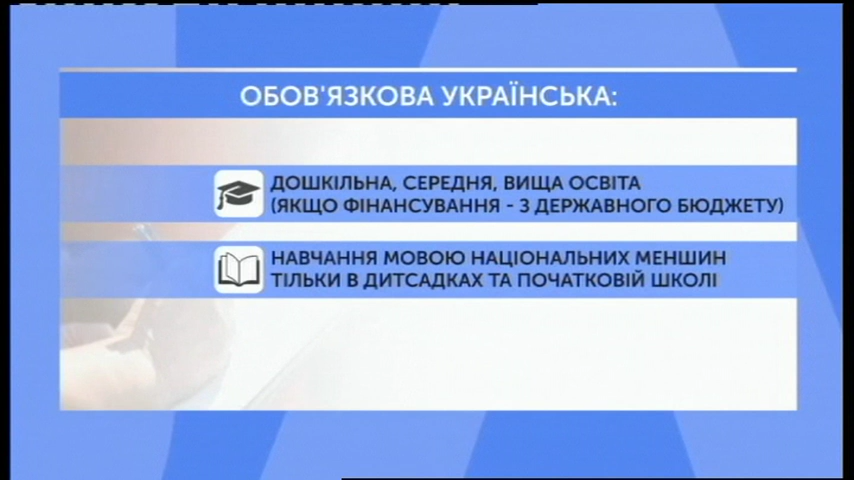 ОБОВ'ЯЗКОВА УКРАЇНСЬКА:
ДОШКІЛЬНА, СЕРЕДНЯ, ВИЩА ОСВІТА
(ЯКЩО ФІНАНСУВАННЯ - З ДЕРЖАВНОГО БЮДЖЕТУ)
НАВЧАННЯ МОВОЮ НАЦІОНАЛЬНИХ МЕНШИН
ТІЛЬКИ В ДИТСАДКАХ ТА ПОЧАТКОВІЙ ШКОЛІ